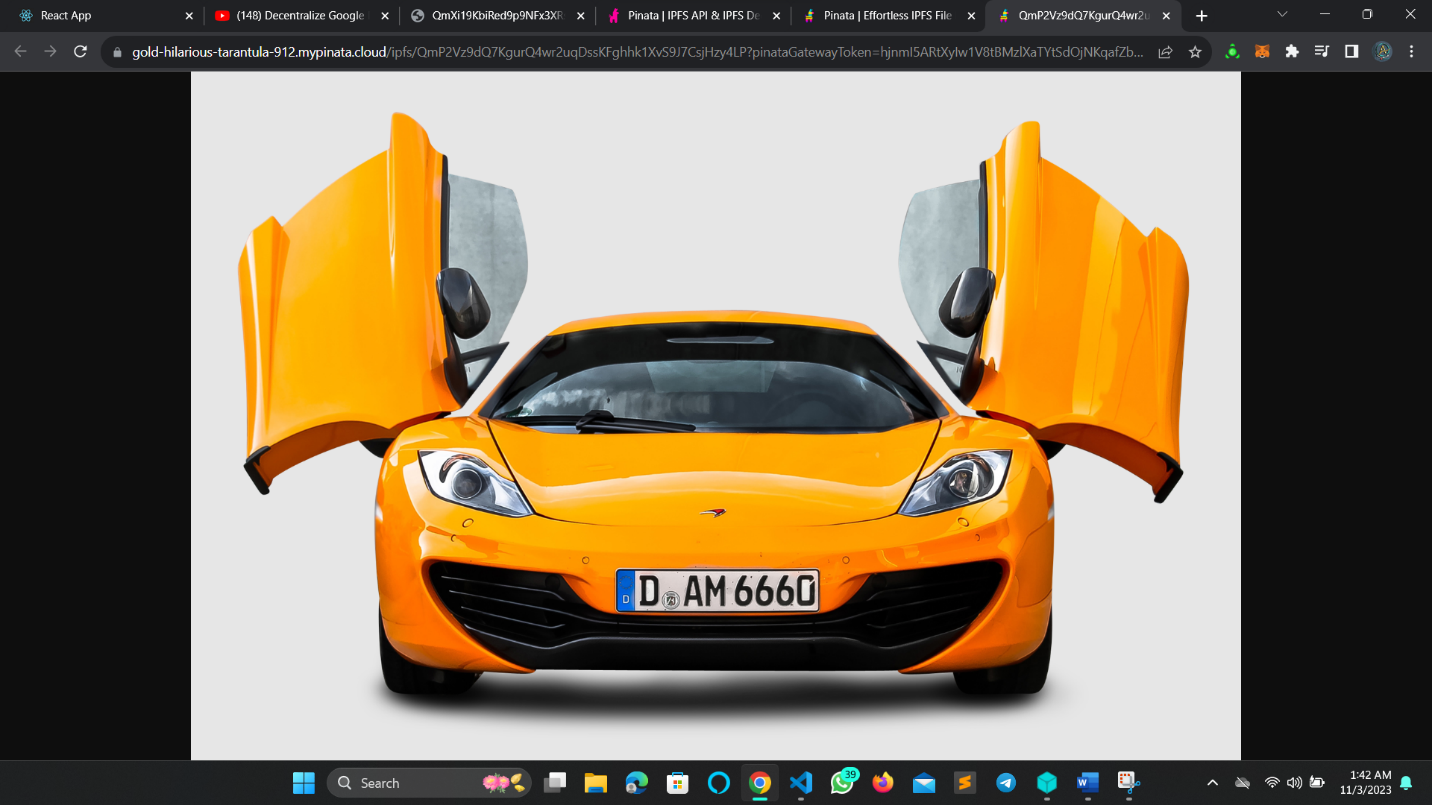 React App
(148) Decentralize Google
QmXi19KbiRed9p9NFx3XR
Pinata | IPFS API & IPFS De
Pinata | Effortless IPFS File
QmP2Vz9dQ7KgurQ4wr2u
gold-hilarious-tarantula-912.mypinata.cloud/ipfs/QmP2Vz9dQ7KgurQ4wr2uqDssKFghhk1XvS9J7CsjHzy4LP?pinataGatewayToken=hjnmI5ARtXyIw1V8tBMzlXaTYtSdOjNKqafZb...
D
D AM 6660
Search
39
1:42 AM
11/3/2023